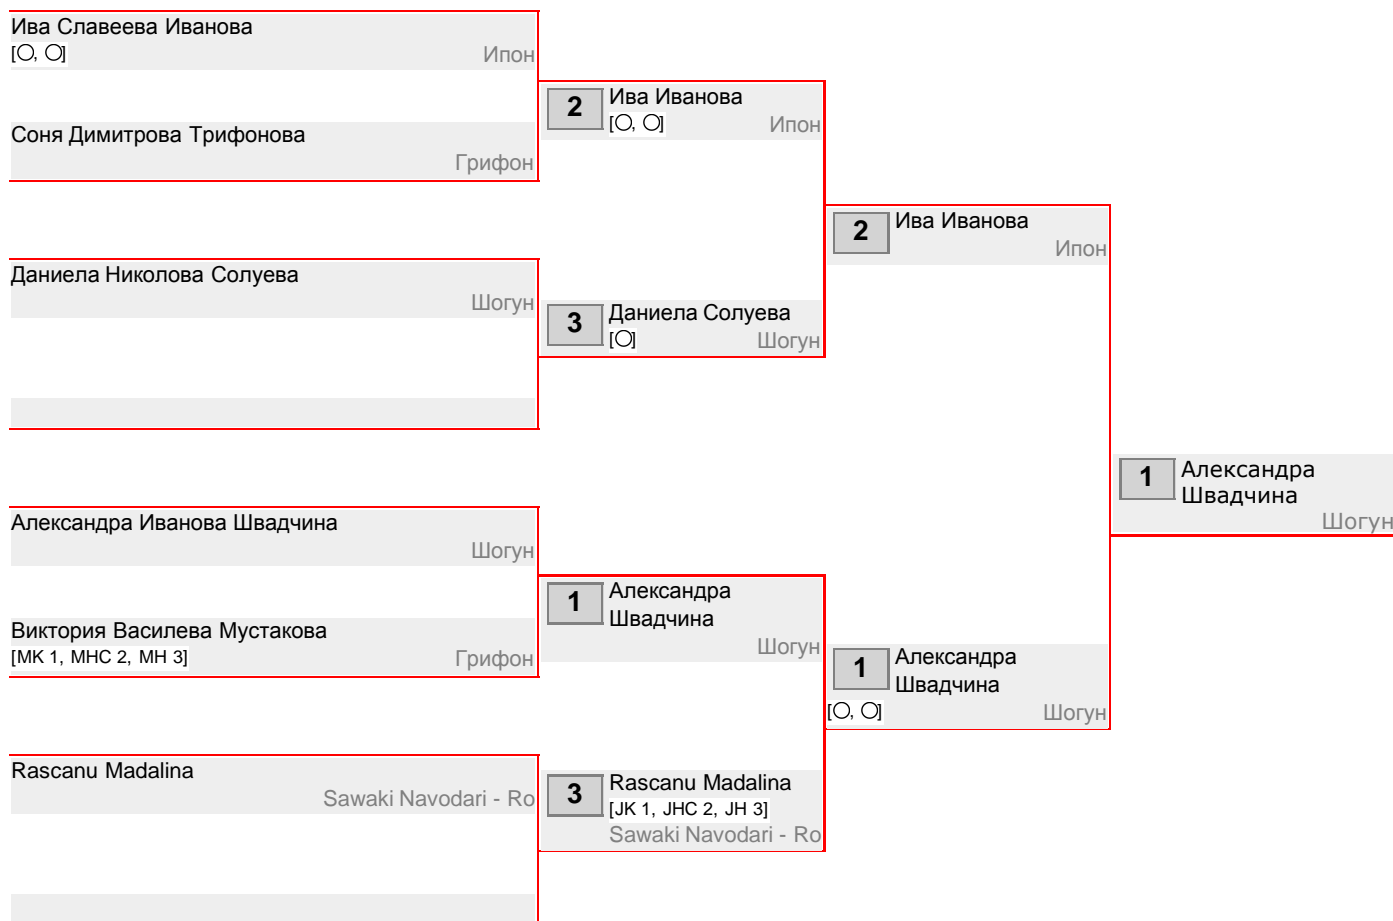 Ива Славеева Иванова
[○, ○]
Ипон
Соня Димитрова Трифонова
Грифон
Даниела Николова Солуева
Шогун
Александра Иванова Швадчина
Шогун
Виктория Василева Мустакова
[MK 1, MHC 2, MH 3]
Грифон
Rascanu Madalina
Sawaki Navodari - Ro
2
Ива Иванова
[○, ○]
Ипон
3
Даниела Солуева
[○]
Шогун
1
Александра
Швадчина
Шогун
3
Rascanu Madalina
[JK 1, JHC 2, JH 3]
Sawaki Navodari - Ro
2
Ива Иванова
Ипон
1
Александра
Швадчина
[○, ○]
Шогун
1
Александра
Швадчина
Шогун